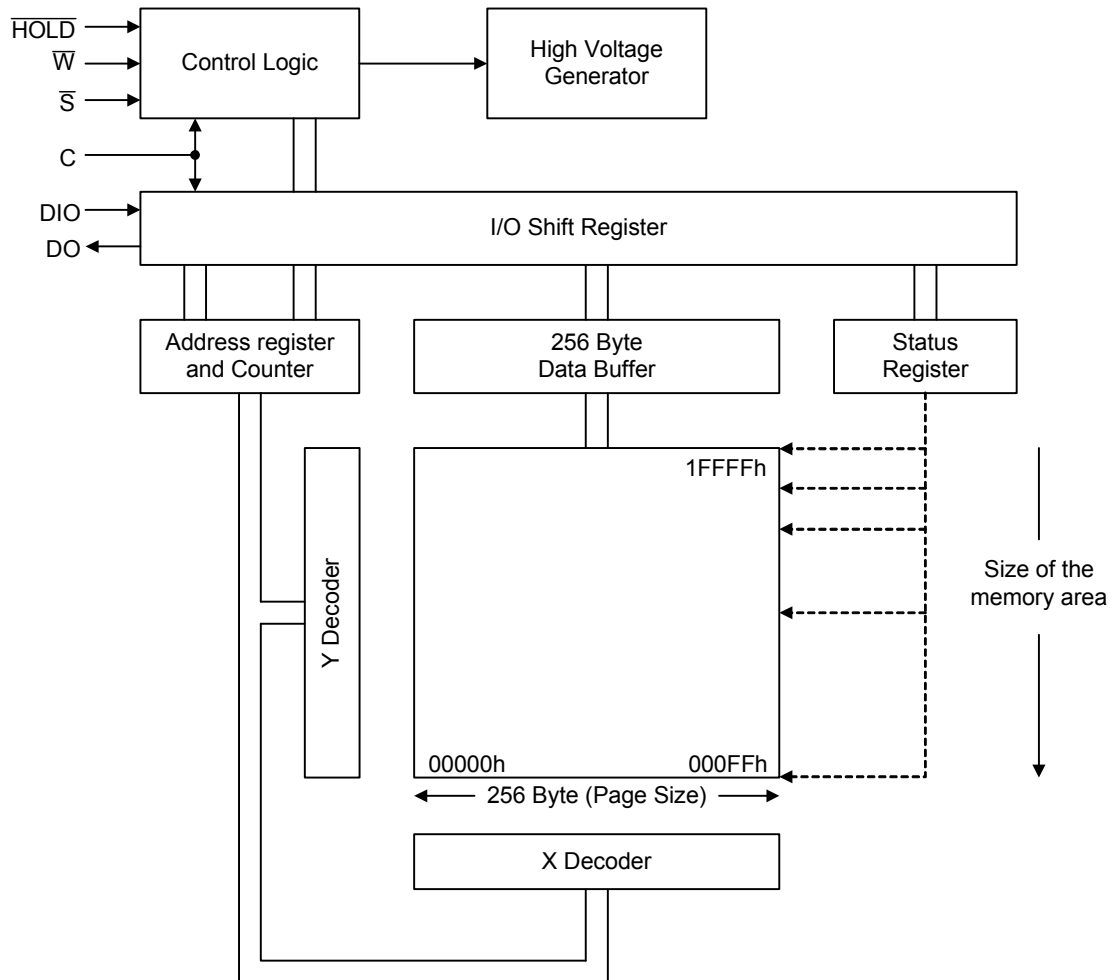 HOLD
W
S
C
DIO
DO
Control Logic
High Voltage
Generator
I/O Shift Register
Address register
and Counter
256 Byte
Data Buffer
Status
Register
Y Decoder
1FFFFh
00000h
000FFh
256 Byte (Page Size)
Size of the
memory area
X Decoder